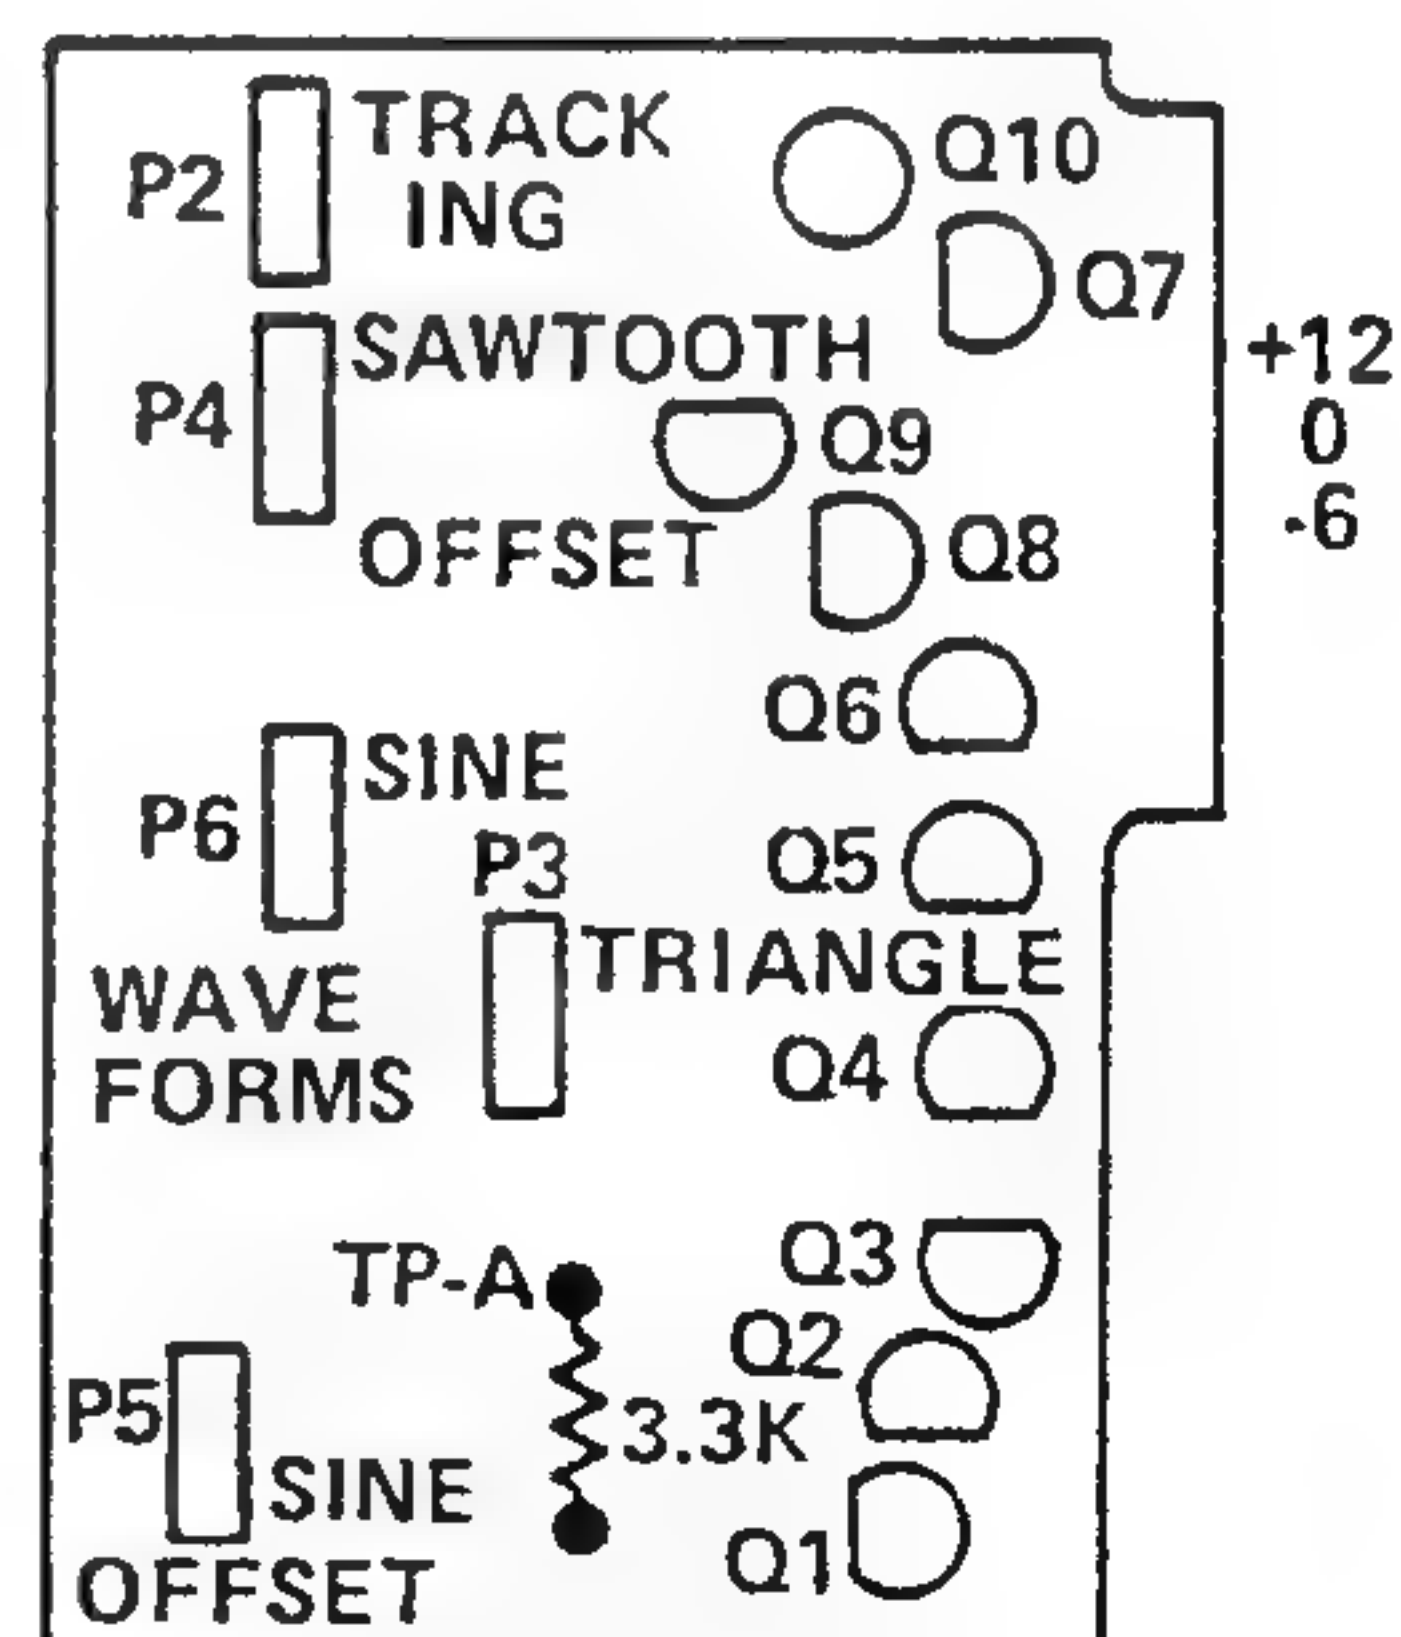 TRACK
ING
P2
Q10
Q7
SAWTOOTH
+12
P4
Q9
0
-6
OFFSET
Q8
Q6
SINE
P6
P3
Q5
TRIANGLE
WAVE
FORMS
Q4
Q3
TP-A
Q2
P5
3.3K
SINE
OFFSET
Q1